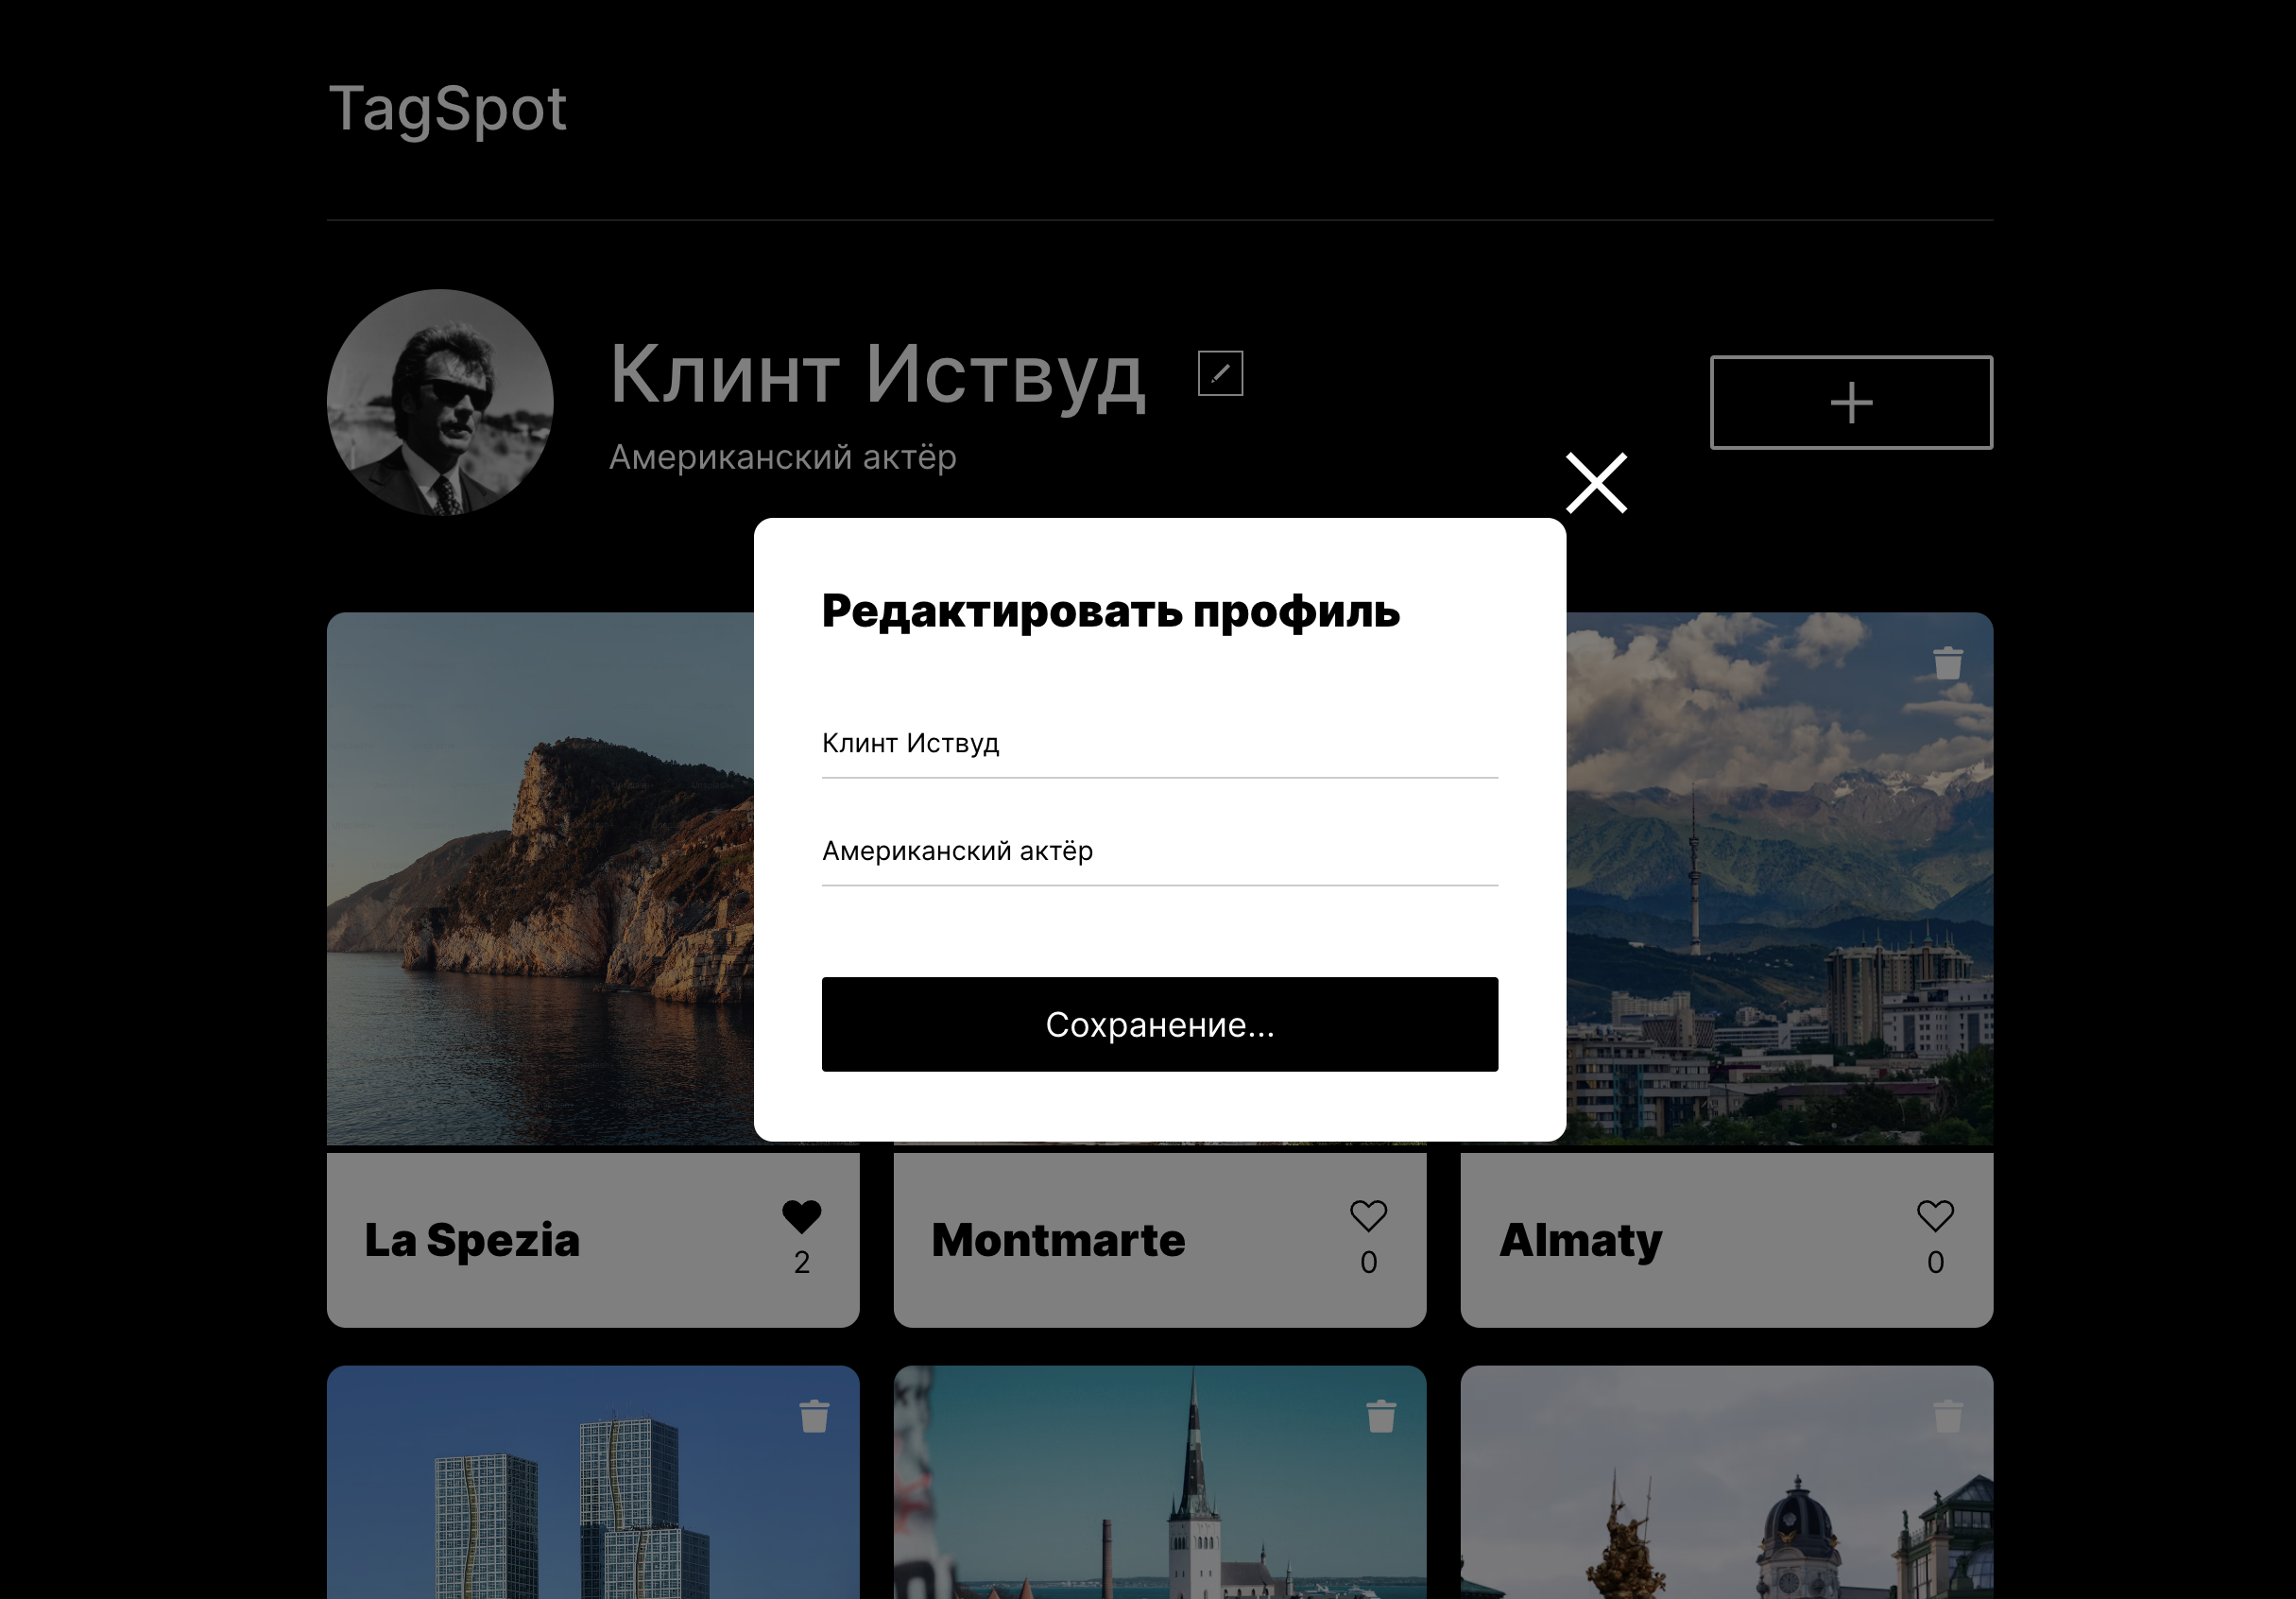 TagSpot
Клинт Иствуд
Американский актёр
Редактировать профиль
Клинт Иствуд
Американский актёр
Сохранение...
La Spezia
2
Montmarte
0
Almaty
0